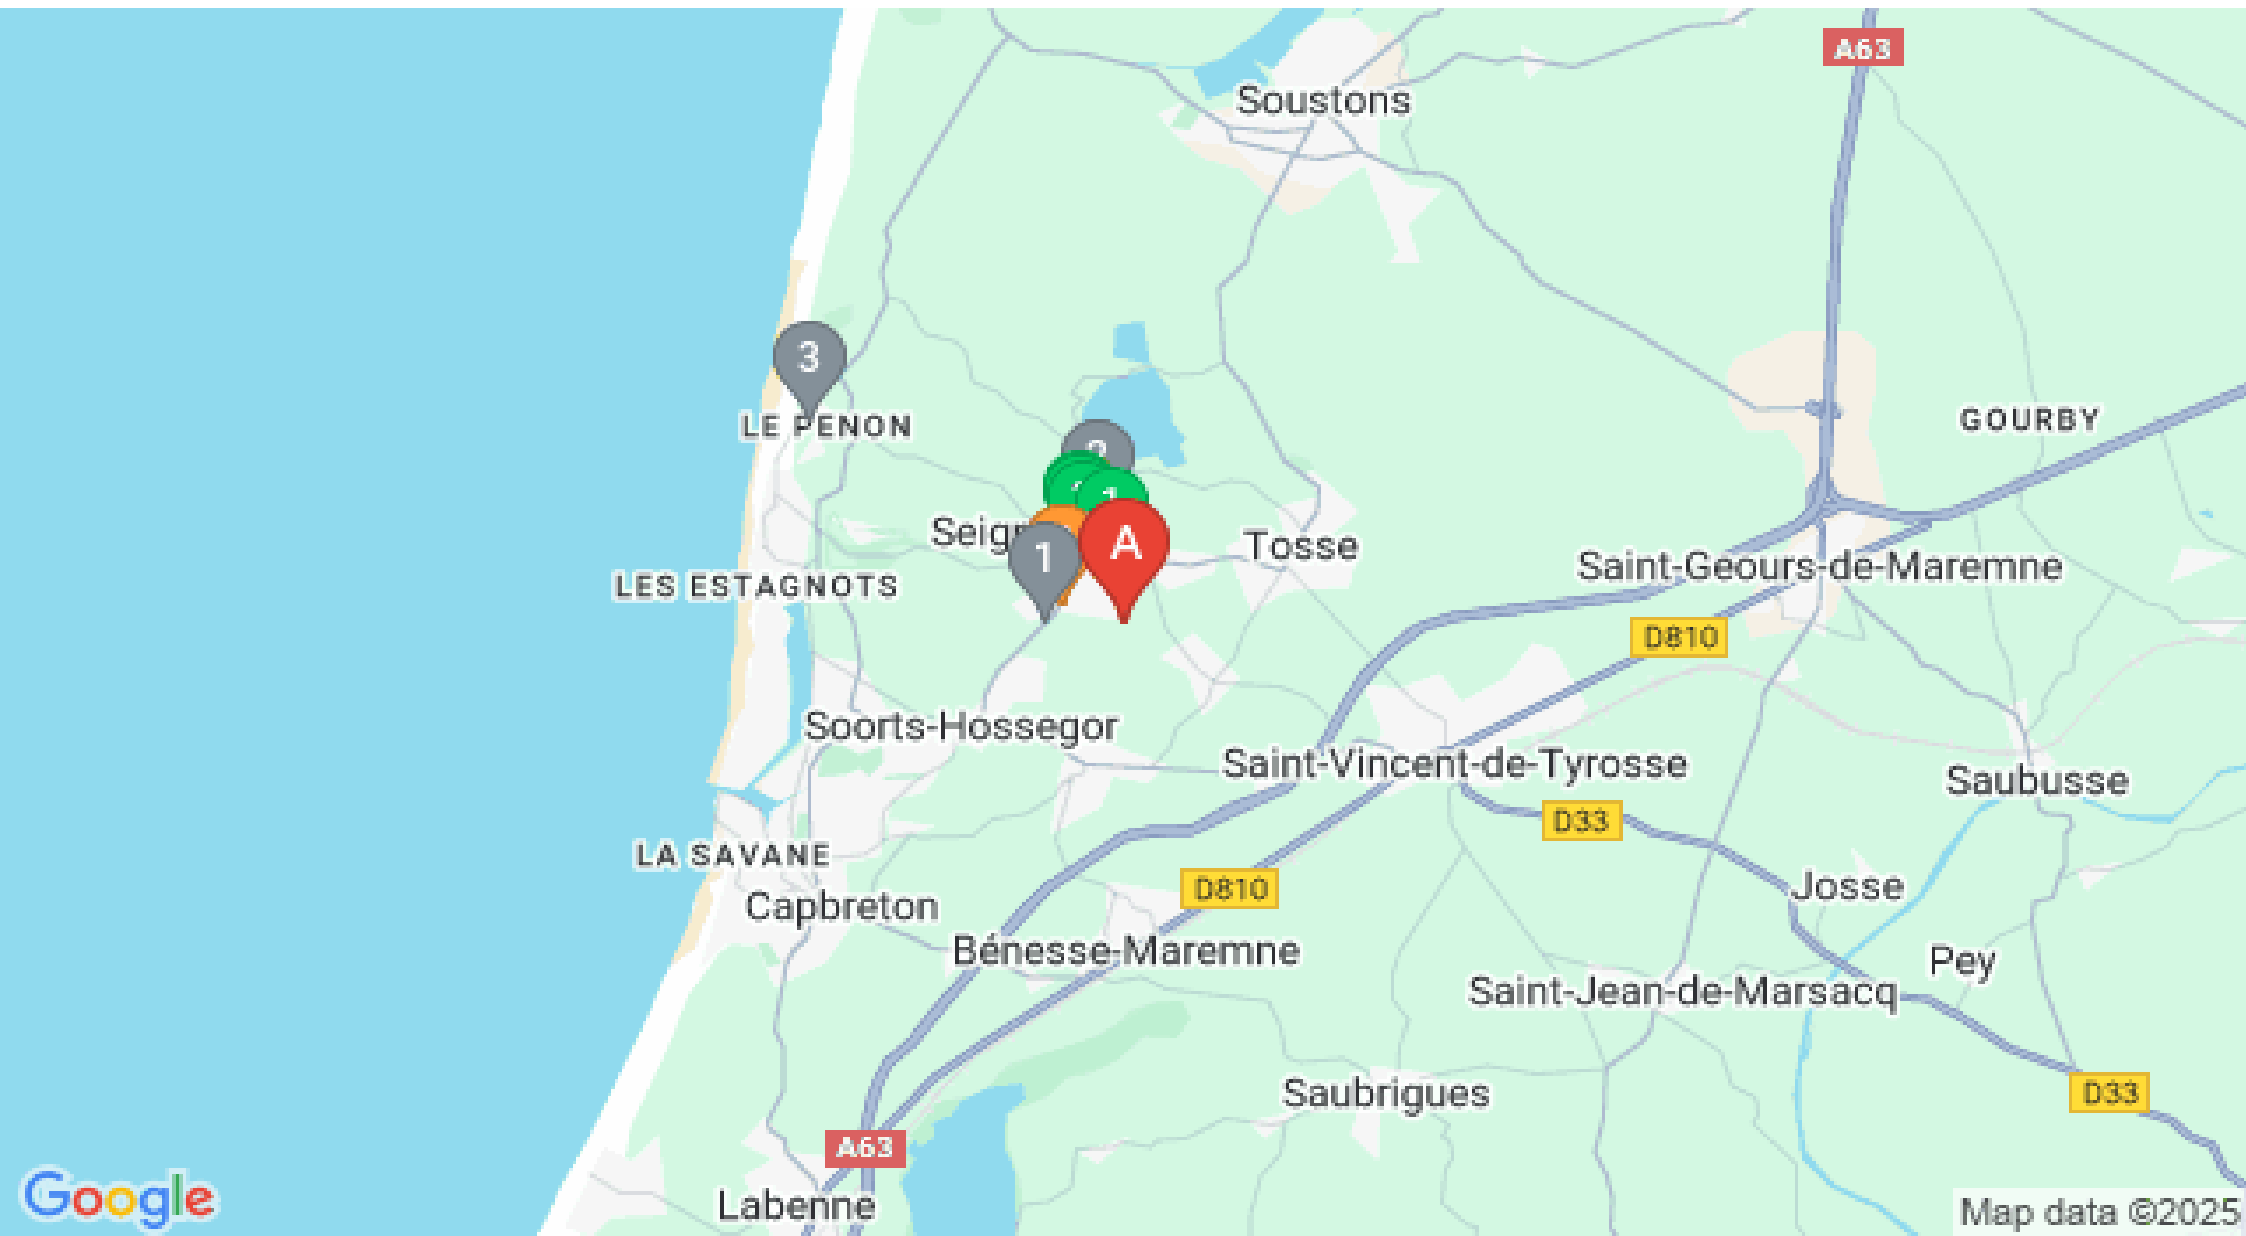 A63
Soustons
3
LE PENON
GOURBY
1
A
Tosse
1
Saint-Geours-de-Maremne
LES ESTAGNOTS
D810
Soorts-Hossegor
Saint-Vincent-de-Tyrosse
Saubusse
D33
LA SAVANE
D810
Josse
Capbreton
Bénesse-Maremne
Pey
Saint-Jean-de-Marsacq
Saubrigues
D33
A63
Google
Labenne
Map data ©2025